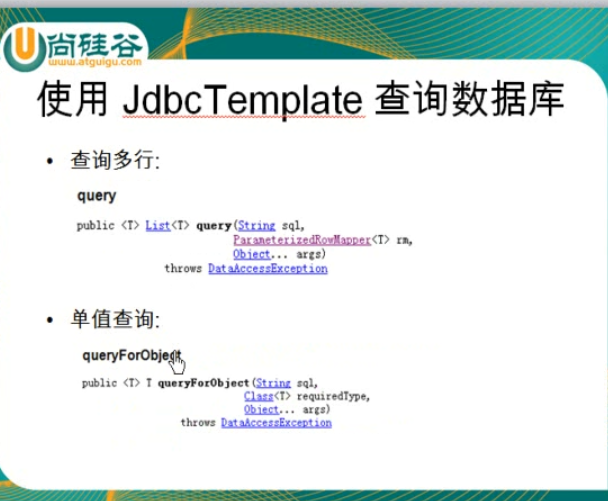 尚硅谷
www.atguigu.com
使用 JdbcTemplate 查询数据库
• 查询多行:
query
public <T> List<T> query(String sql,
ParameterizedRowMapper<T> rm,
Object... args)
throws DataAccessException
• 单值查询:
queryForObject
public <T> T queryForObject(String sql,
Class<T> requiredType,
Object... args)
throws DataAccessException